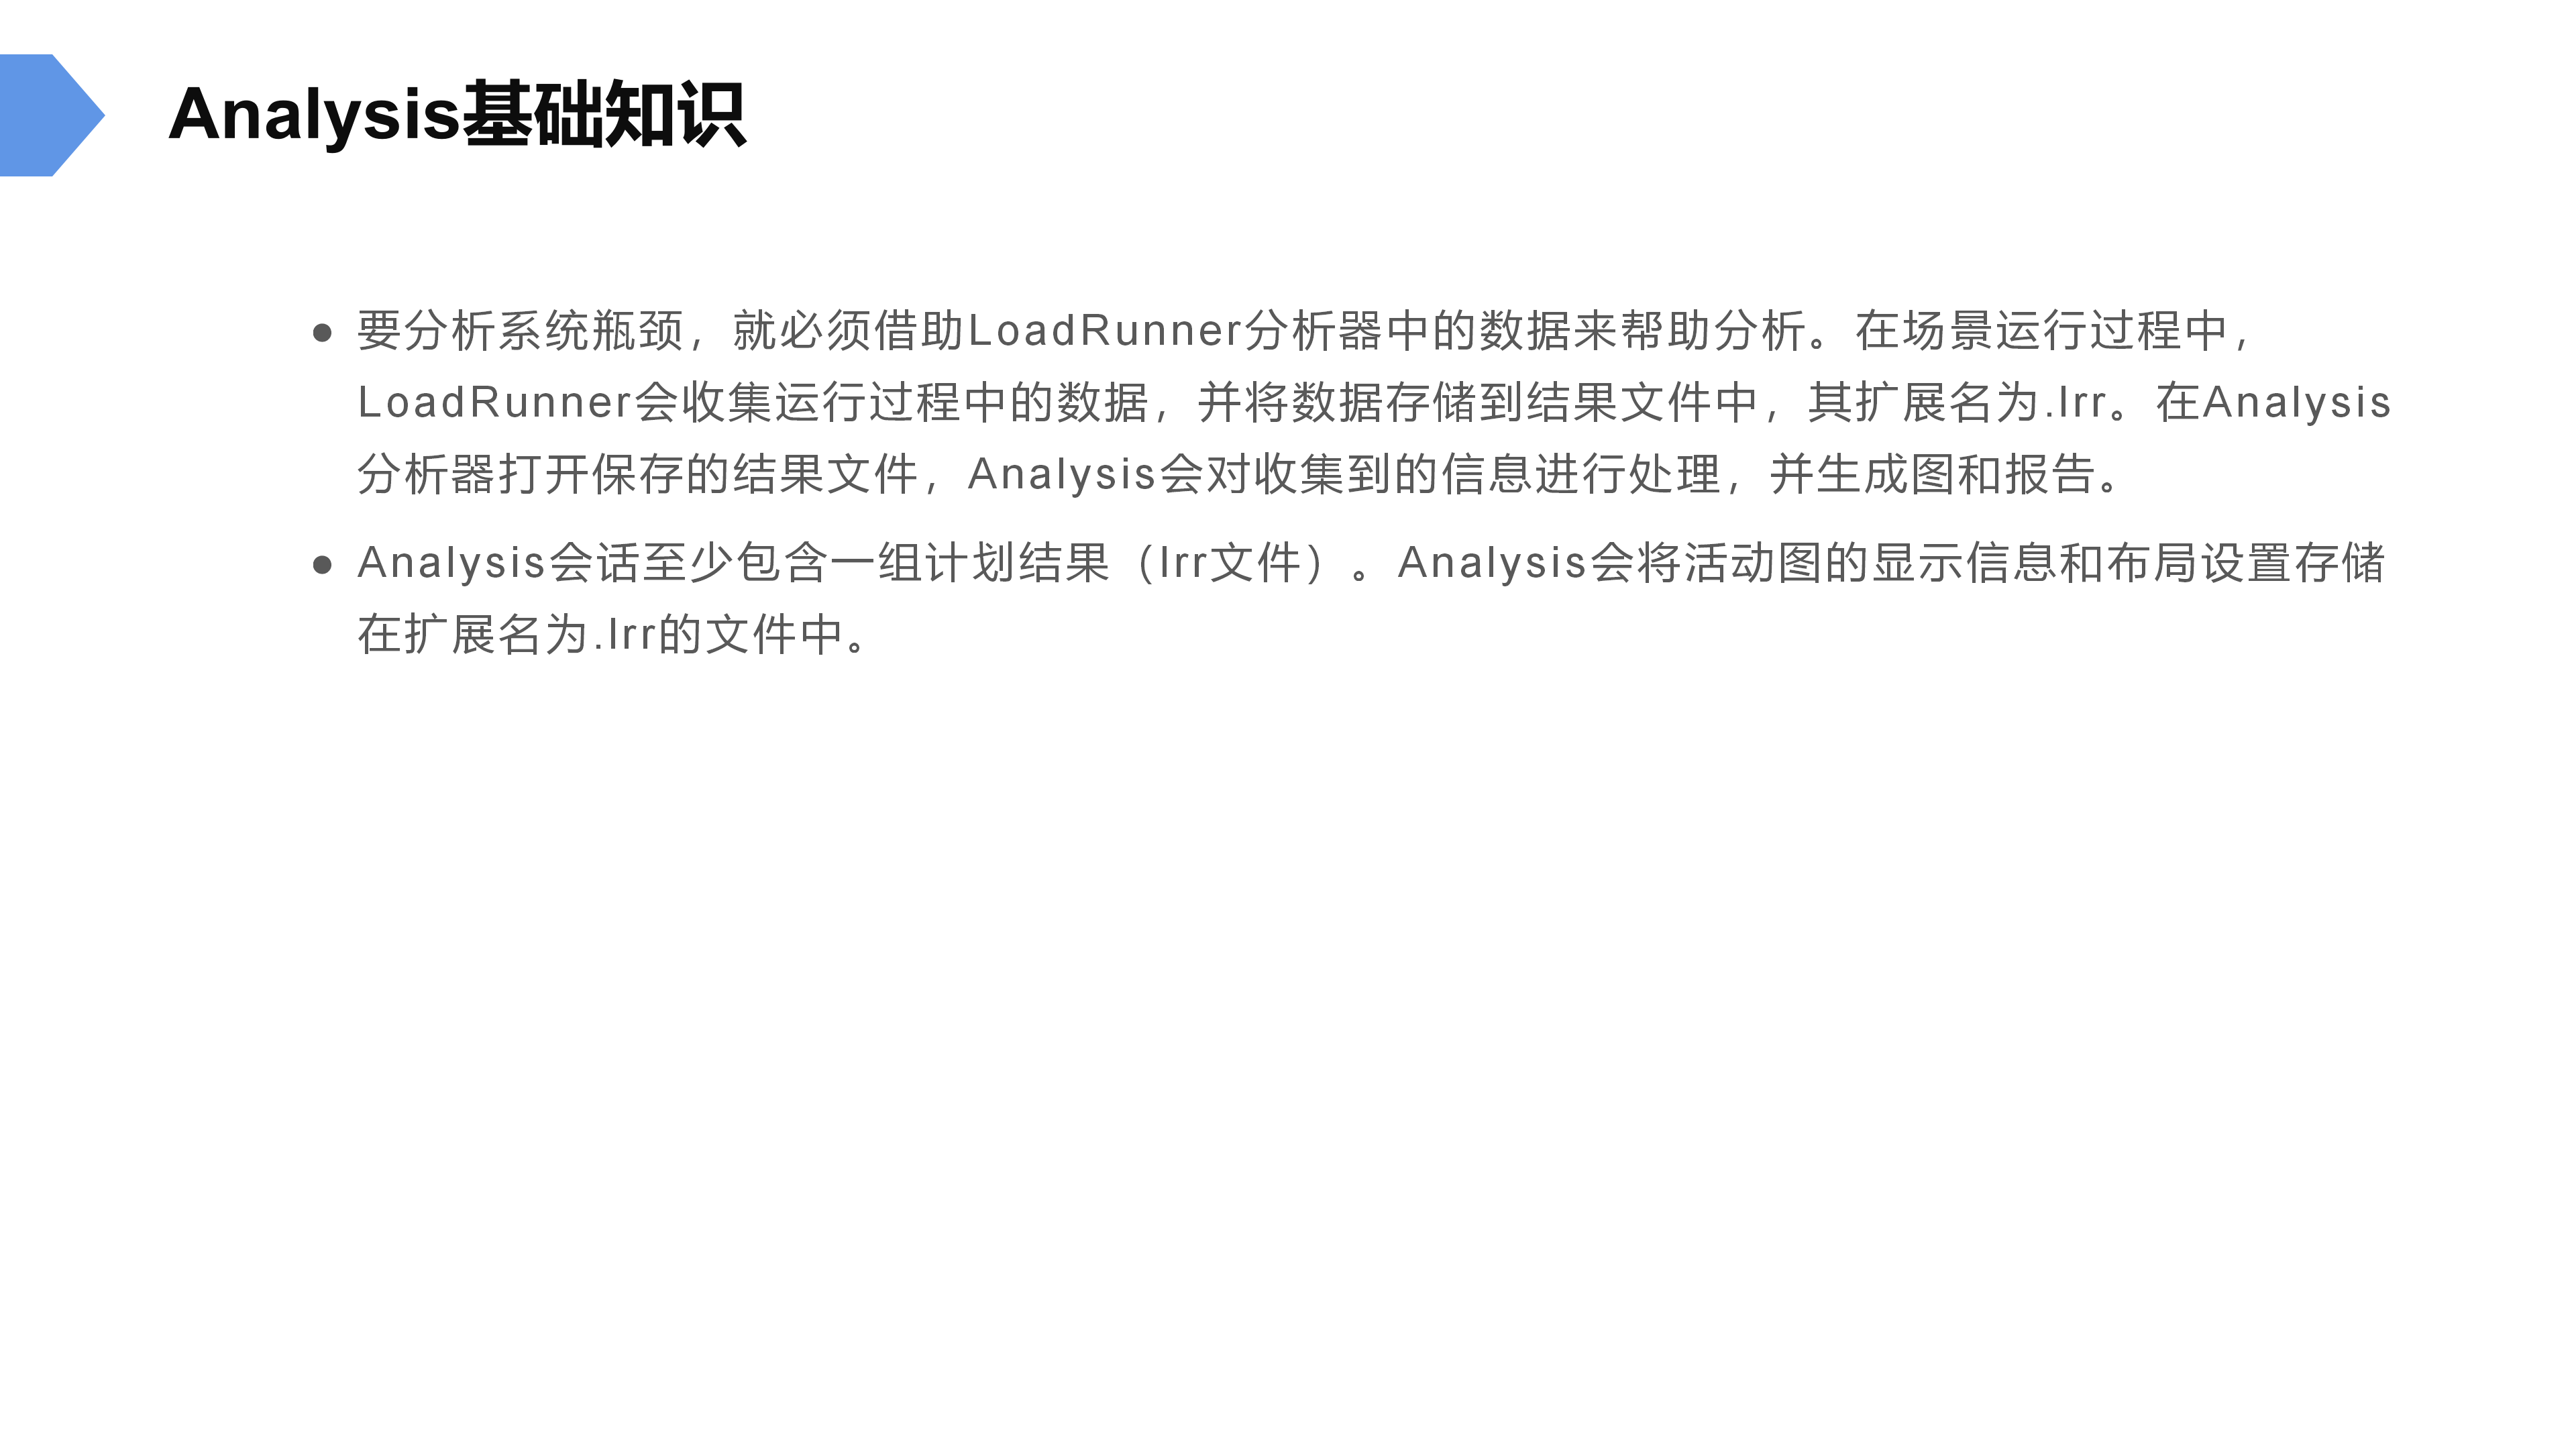 Analysis基础知识
● 要分析系统瓶颈，就必须借助LoadRunner分析器中的数据来帮助分析。在场景运行过程中，
LoadRunner会收集运行过程中的数据，并将数据存储到结果文件中，其扩展名为.lrr。在Analysis
分析器打开保存的结果文件，Analysis会对收集到的信息进行处理，并生成图和报告。
● Analysis会话至少包含一组计划结果（lrr文件）。Analysis会将活动图的显示信息和布局设置存储
在扩展名为.lrr的文件中。